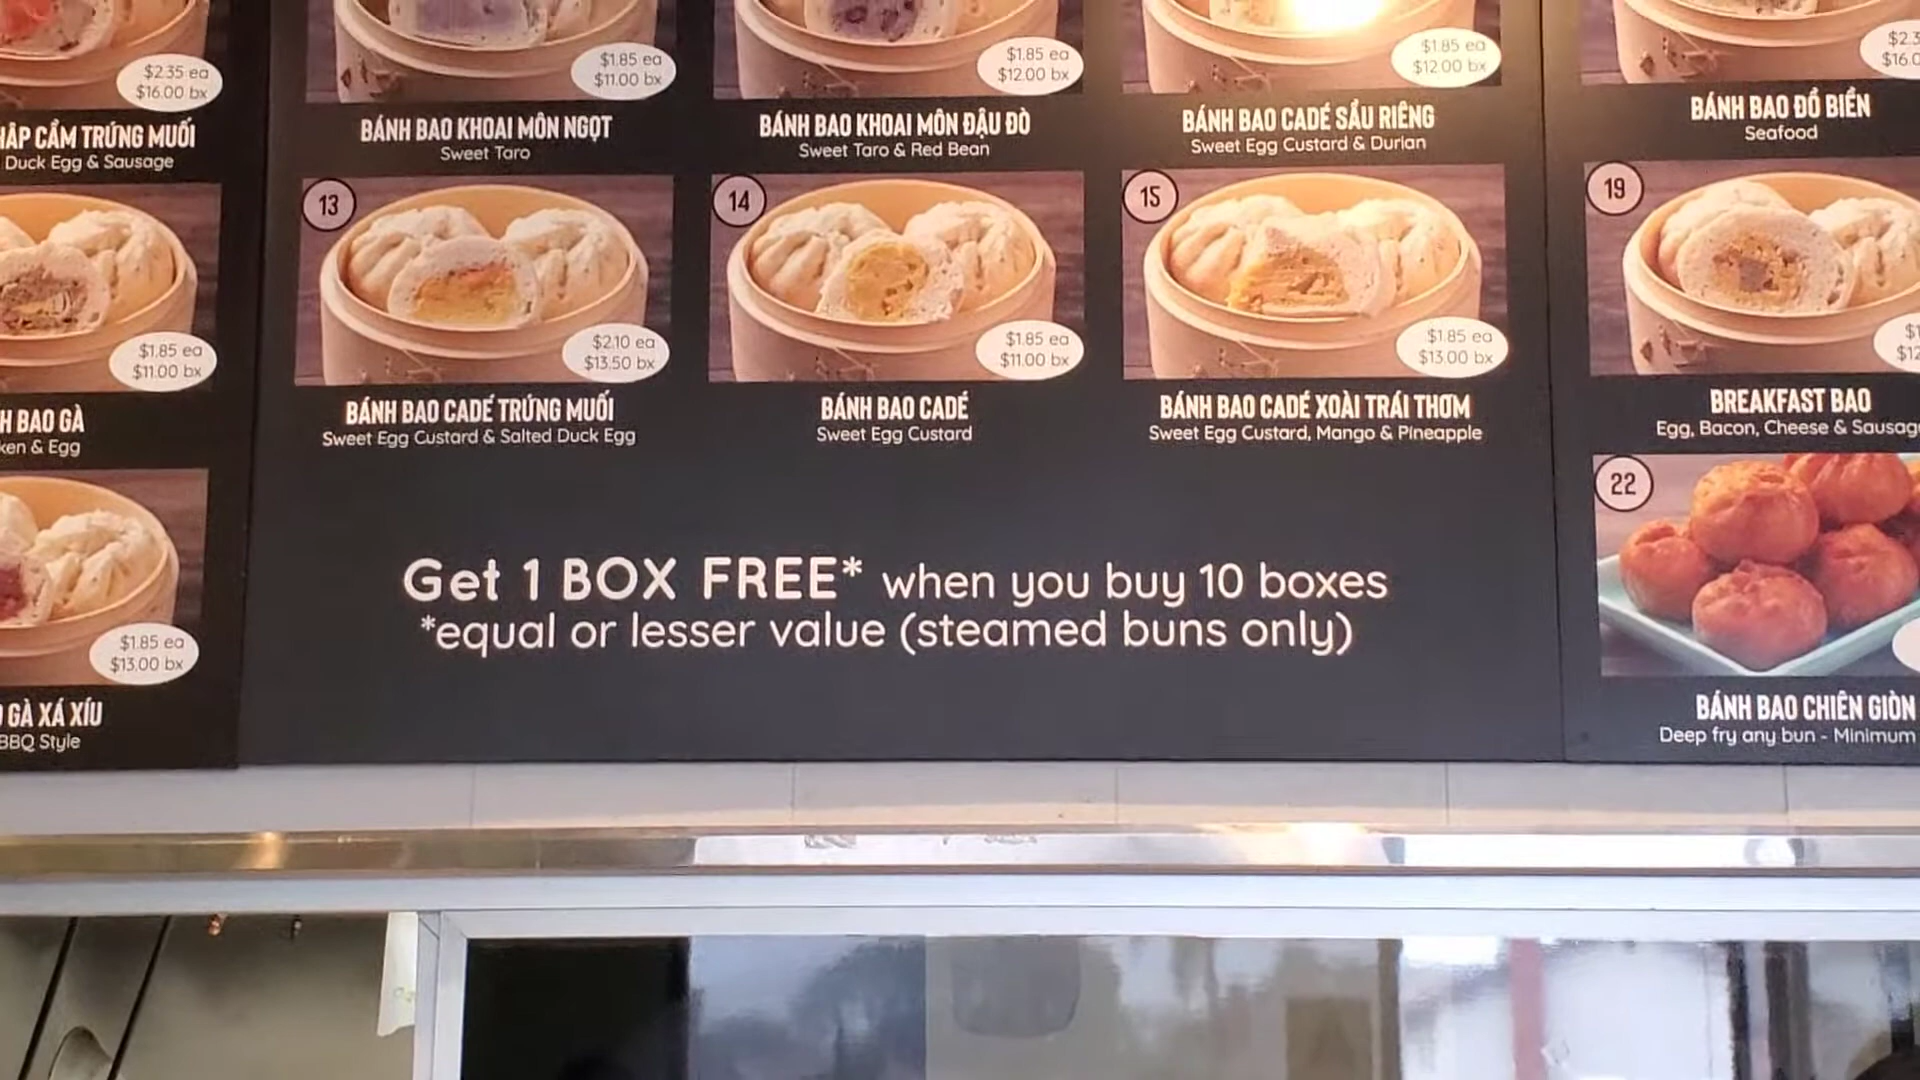 $2.35 ea
$16.00 bx
CẨM TRỨNG MUỐI
Duck Egg & Sausage
$1.85 ea
$11.00 bx
BÁNH BAO KHOAI MÔN NGỌT
Sweet Taro
$1.85 ea
$12.00 bx
BÁNH BAO KHOAI MÔN ĐẬU ĐỎ
Sweet Taro & Red Bean
$1.85 ea
$12.00 bx
BÁNH BAO CADÉ SẦU RIÊNG
Sweet Egg Custard & Durian
BÁNH BAO ĐỒ BIỂN
Seafood
$1.85 ea
$11.00 bx
BAO GÀ
& Egg
13
$2.10 ea
$13.50 bx
BÁNH BAO CADÉ TRỨNG MUỐI
Sweet Egg Custard & Salted Duck Egg
14
$1.85 ea
$11.00 bx
BÁNH BAO CADÉ
Sweet Egg Custard
15
$1.85 ea
$13.00 bx
BÁNH BAO CADÉ XOÀI TRÁI THƠM
Sweet Egg Custard, Mango & Pineapple
19
BREAKFAST BAO
Egg, Bacon, Cheese & Sausag
$1.85 ea
$13.00 bx
GÀ XÁ XÍU
BBQ Style
Get 1 BOX FREE* when you buy 10 boxes
*equal or lesser value (steamed buns only)
22
BÁNH BAO CHIÊN GIÒN
Deep fry any bun - Minimum